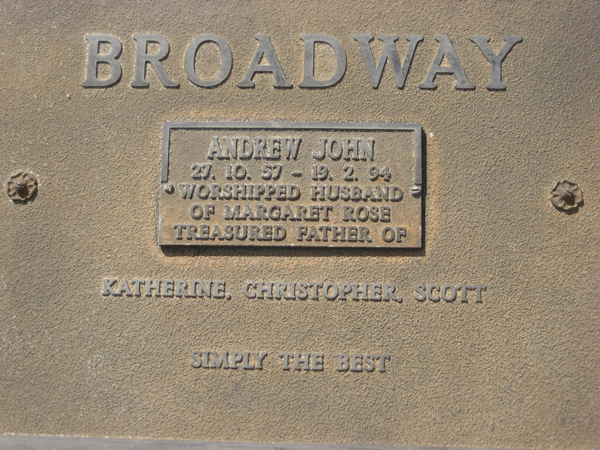 BROADWAY
ANDREW JOHN
27. 10. 57 - 19. 2. 94
WORSHIPPED HUSBAND
OF MARGARET ROSE
TREASURED FATHER OF
KATHERINE, CHRISTOPHER, SCOTT
SIMPLY THE BEST